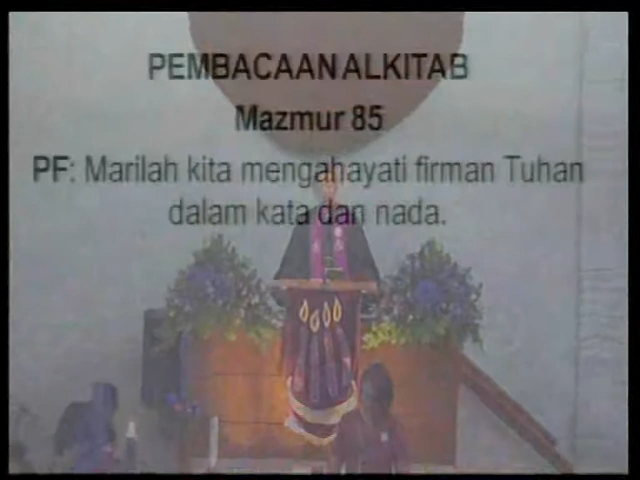 PEMBACAAN ALKITAB
Mazmur 85
PF: Marilah kita mengahayati firman Tuhan
dalam kata dan nada.